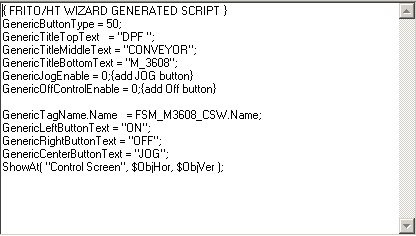 { FRITO/HT WIZARD GENERATED SCRIPT }
GenericButtonType = 50;
GenericTitleTopText   = "DPF ";
GenericTitleMiddleText = "CONVEYOR";
GenericTitleBottomText = "M_3608";
GenericJogEnable = 0;{add JOG button}
GenericOffControlEnable = 0;{add Off button}

GenericTagName.Name   = FSM_M3608_CSW.Name;
GenericLeftButtonText = "ON";
GenericRightButtonText = "OFF";
GenericCenterButtonText = "JOG";
ShowAt( "Control Screen", $ObjHor, $ObjVer );